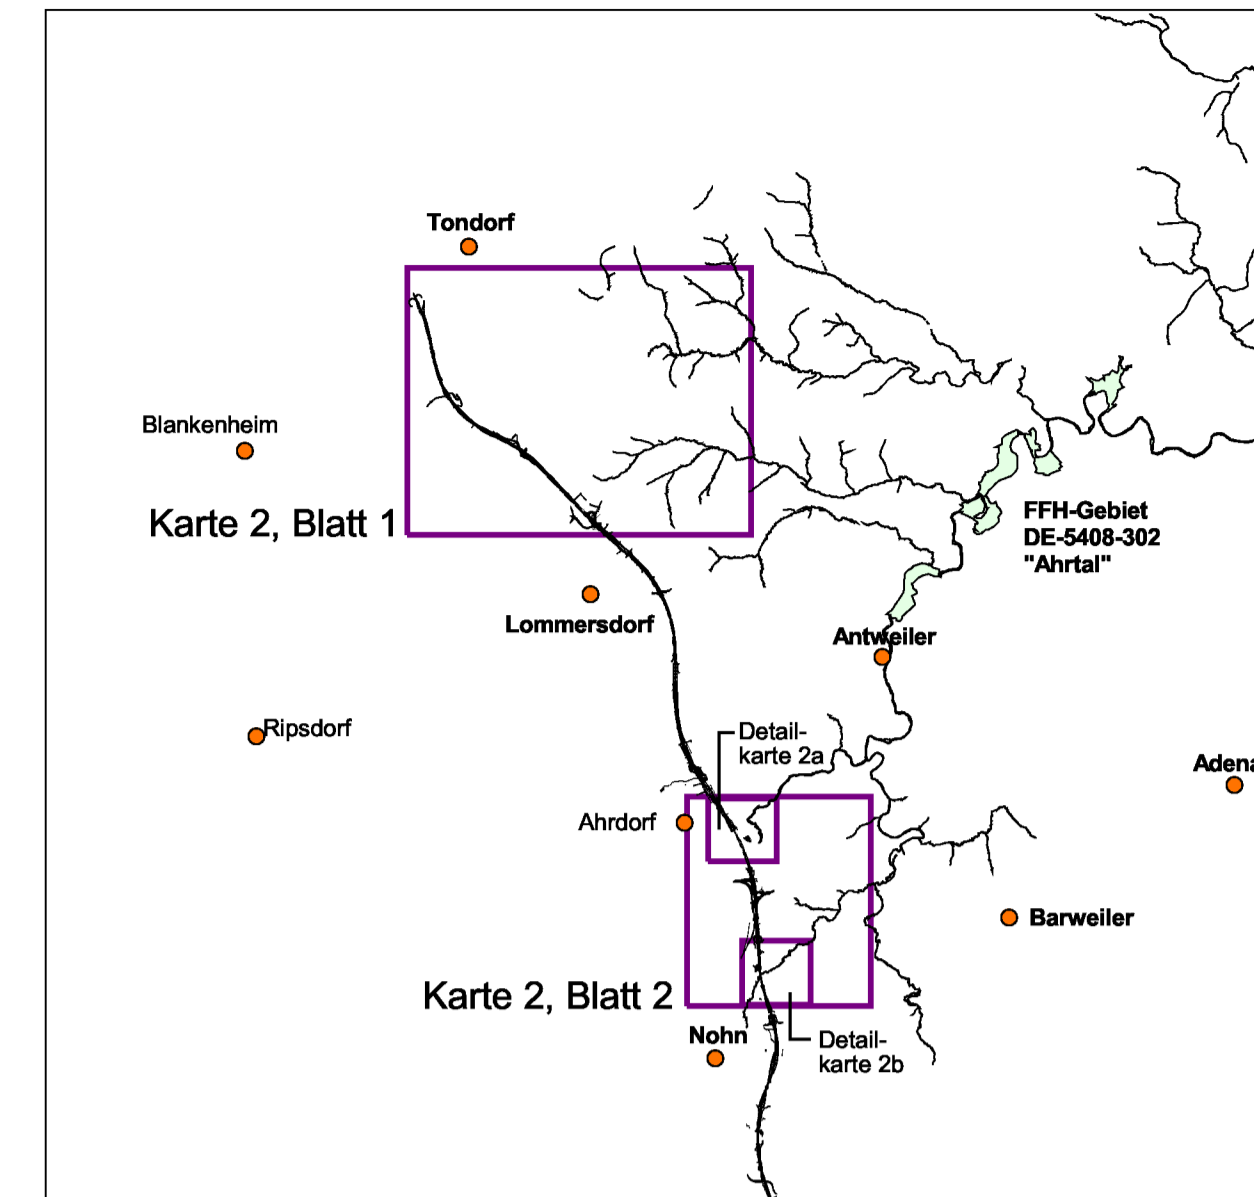 Tondorf
Blankenheim
Karte 2, Blatt 1
FFH-Gebiet
DE-5408-302
"Ahrtal"
Lommersdorf
Antweiler
Ripsdorf
Detail-
karte 2a
Adena
Ahrdorf
Barweiler
Karte 2, Blatt 2
Nohn
Detail-
karte 2b